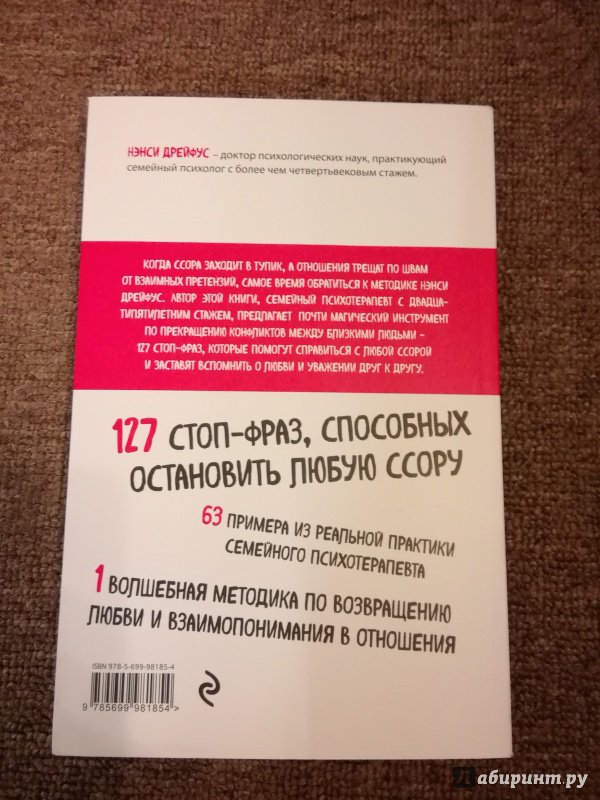 НЭНСИ ДРЕЙФУС – доктор психологических наук, практикующий
семейный психолог с более чем четвертьвековым стажем.
КОГДА ССОРА ЗАХОДИТ В ТУПИК, А ОТНОШЕНИЯ ТРЕЩАТ ПО ШВАМ
ОТ ВЗАИМНЫХ ПРЕТЕНЗИЙ, САМОЕ ВРЕМЯ ОБРАТИТЬСЯ К МЕТОДИКЕ НЭНСИ
ДРЕЙФУС. АВТОР ЭТОЙ КНИГИ, СЕМЕЙНЫЙ ПСИХОТЕРАПЕВТ С ДВАДЦА-
ТИПЯТИЛЕТНИМ СТАЖЕМ, ПРЕДЛАГАЕТ ПОЧТИ МАГИЧЕСКИЙ ИНСТРУМЕНТ
ПО ПРЕКРАЩЕНИЮ КОНФЛИКТОВ МЕЖДУ БЛИЗКИМИ ЛЮДЬМИ –
127 СТОП-ФРАЗ, КОТОРЫЕ ПОМОГУТ СПРАВИТЬСЯ С ЛЮБОЙ ССОРОЙ
И ЗАСТАВЯТ ВСПОМНИТЬ О ЛЮБВИ И УВАЖЕНИИ ДРУГ К ДРУГУ.
127 СТОП-ФРАЗ, СПОСОБНЫХ
ОСТАНОВИТЬ ЛЮБУЮ ССОРУ
63 ПРИМЕРА ИЗ РЕАЛЬНОЙ ПРАКТИКИ
СЕМЕЙНОГО ПСИХОТЕРАПЕВТА
1 ВОЛШЕБНАЯ МЕТОДИКА ПО ВОЗВРАЩЕНИЮ
ЛЮБВИ И ВЗАИМОПОНИМАНИЯ В ОТНОШЕНИЯ
ISBN 978-5-699-98185-4
9 785699 981854 >
лабиринт.ру